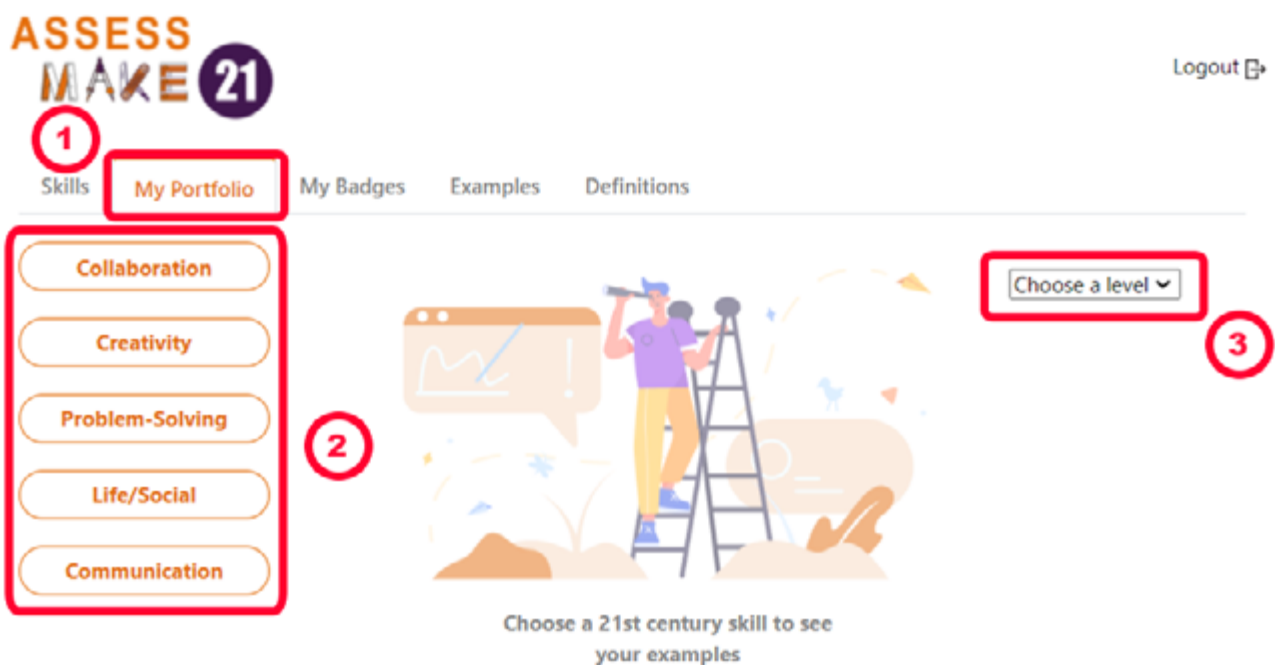 ASSESS
MAKE 21
Logout
1
Skills My Portfolio My Badges Examples Definitions
Collaboration
Choose a level
Creativity
3
Problem-Solving
2
Life/Social
Communication
Choose a 21st century skill to see
your examples